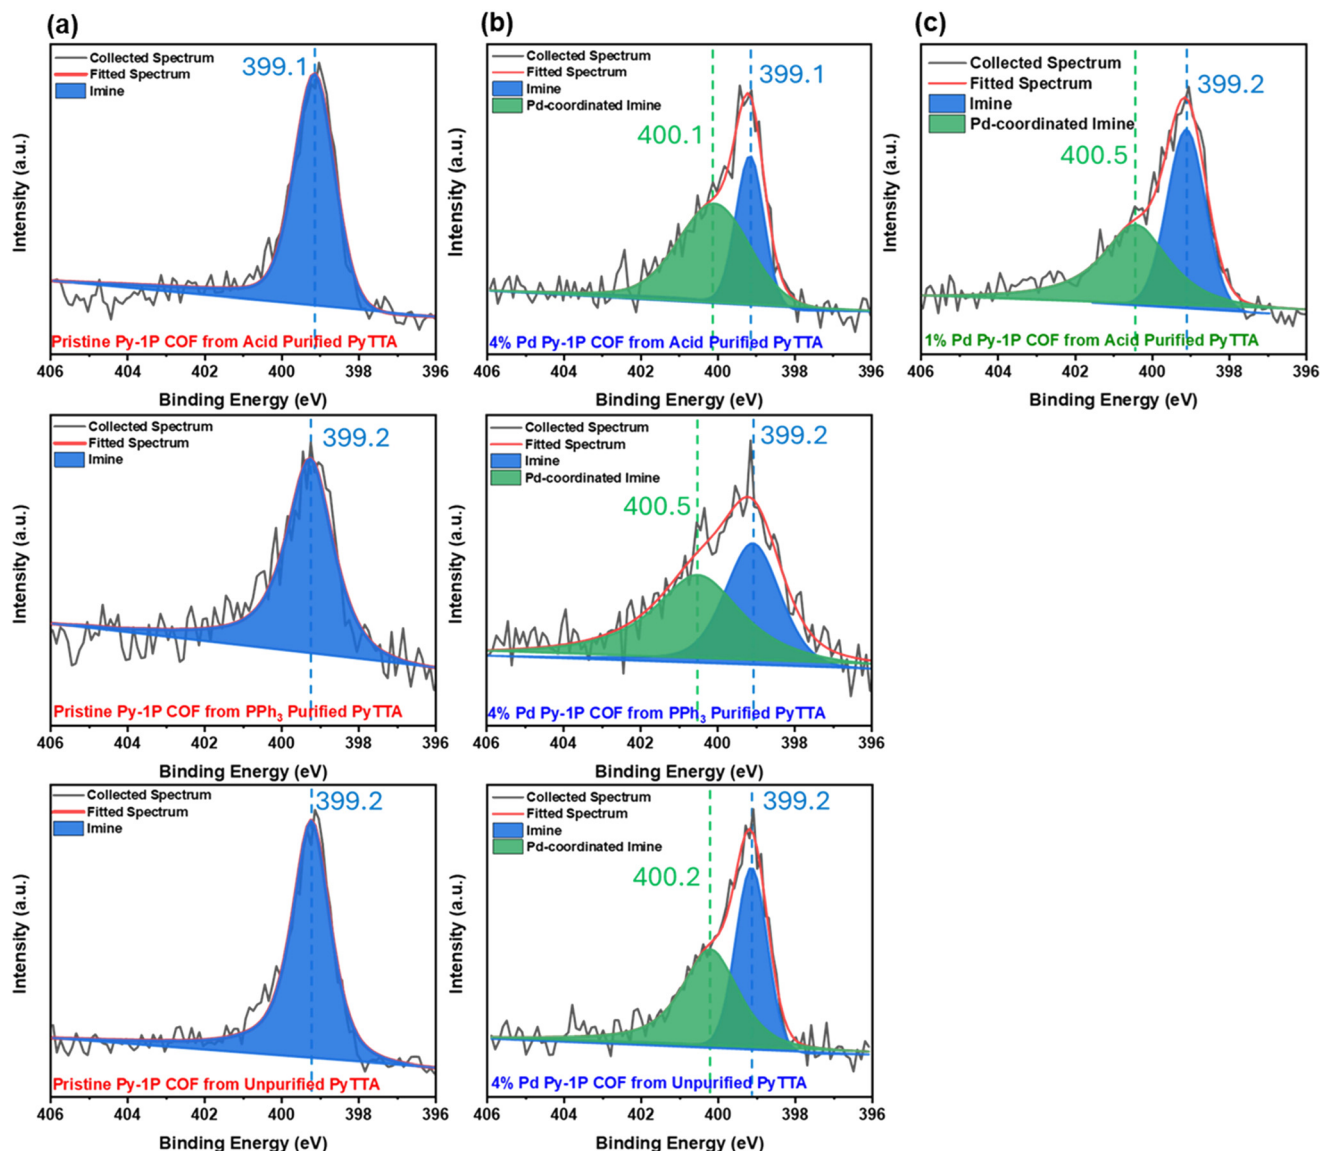 (a)
Collected Spectrum
Fitted Spectrum
Imine
399.1
Intensity (a.u.)
Pristine Py-1P COF from Acid Purified PyTTA
406 404 402 400 398 396
Binding Energy (eV)
(b)
Collected Spectrum
Fitted Spectrum
Imine
Pd-coordinated Imine
399.1
400.1
Intensity (a.u.)
4% Pd Py-1P COF from Acid Purified PyTTA
406 404 402 400 398 396
Binding Energy (eV)
(c)
Collected Spectrum
Fitted Spectrum
Imine
Pd-coordinated Imine
399.2
400.5
Intensity (a.u.)
1% Pd Py-1P COF from Acid Purified PyTTA
406 404 402 400 398 396
Binding Energy (eV)
Collected Spectrum
Fitted Spectrum
Imine
399.2
Intensity (a.u.)
Pristine Py-1P COF from PPh₃ Purified PyTTA
406 404 402 400 398 396
Binding Energy (eV)
Collected Spectrum
Fitted Spectrum
Imine
Pd-coordinated Imine
399.2
400.5
Intensity (a.u.)
4% Pd Py-1P COF from PPh₃ Purified PyTTA
406 404 402 400 398 396
Binding Energy (eV)
Collected Spectrum
Fitted Spectrum
Imine
399.2
Intensity (a.u.)
Pristine Py-1P COF from Unpurified PyTTA
406 404 402 400 398 396
Binding Energy (eV)
Collected Spectrum
Fitted Spectrum
Imine
Pd-coordinated Imine
399.2
400.2
Intensity (a.u.)
4% Pd Py-1P COF from Unpurified PyTTA
406 404 402 400 398 396
Binding Energy (eV)